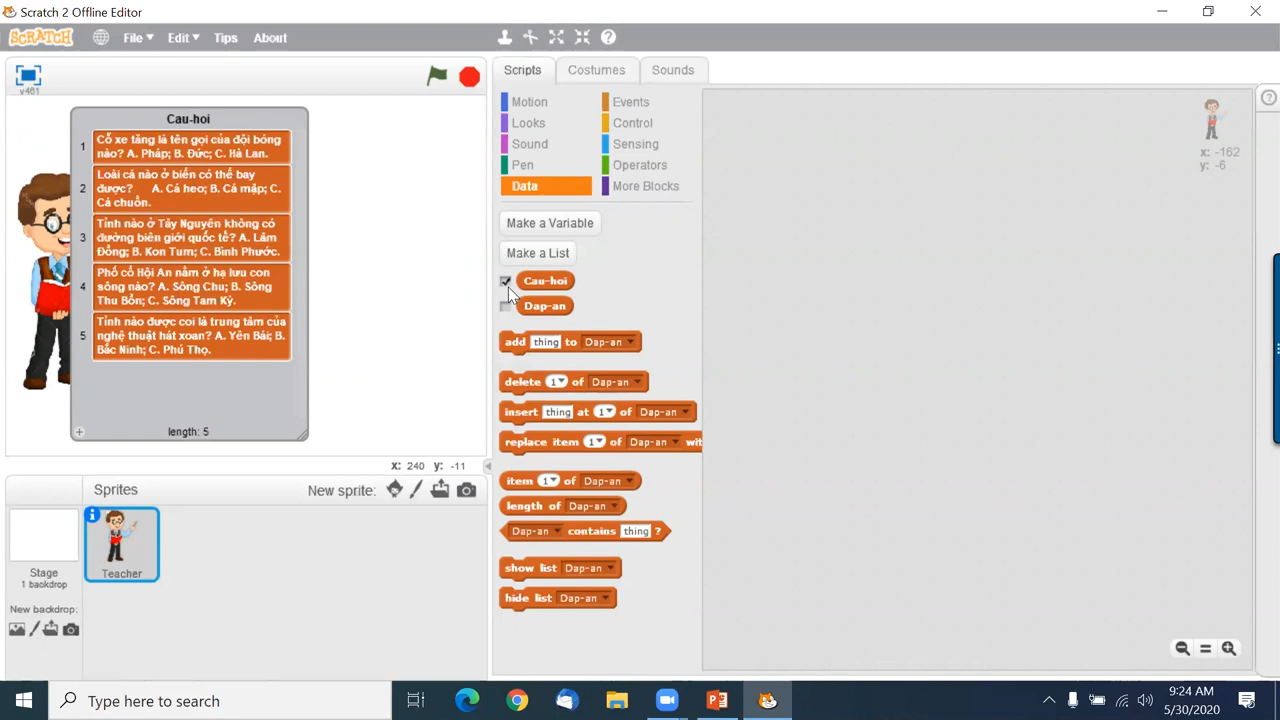 Scratch 2 Offline Editor
SCRATCH File Edit Tips About
v461
Cau-hoi
1 Cỗ xe tăng là tên gọi của đội bóng
nào? A. Pháp; B. Đức; C. Hà Lan.
2 Loài cá nào ở biển có thể bay
được? A. Cá heo; B. Cá mập; C.
Cá chuồn.
3 Tỉnh nào ở Tây Nguyên không có
đường biên giới quốc tế? A. Lâm
Đồng; B. Kon Tum; C. Bình Phước.
4 Phố cổ Hội An nằm ở hạ lưu con
sông nào? A. Sông Chu; B. Sông
Thu Bồn; C. Sông Tam Kỳ.
5 Tỉnh nào được coi là trung tâm của
nghệ thuật hát xoan? A. Yên Bái; B.
Bắc Ninh; C. Phú Thọ.
+ length: 5
x: 240 y: -11
Sprites New sprite:
Teacher
Stage
1 backdrop
New backdrop:
Scripts Costumes Sounds
Motion Events
Looks Control
Sound Sensing
Pen Operators
Data More Blocks
Make a Variable
Make a List
Cau-hoi
Dap-an
add thing to Dap-an
delete 1 of Dap-an
insert thing at 1 of Dap-an
replace item 1 of Dap-an wit
item 1 of Dap-an
length of Dap-an
Dap-an contains thing ?
show list Dap-an
hide list Dap-an
x: -162
y: -6
Type here to search
9:24 AM
5/30/2020